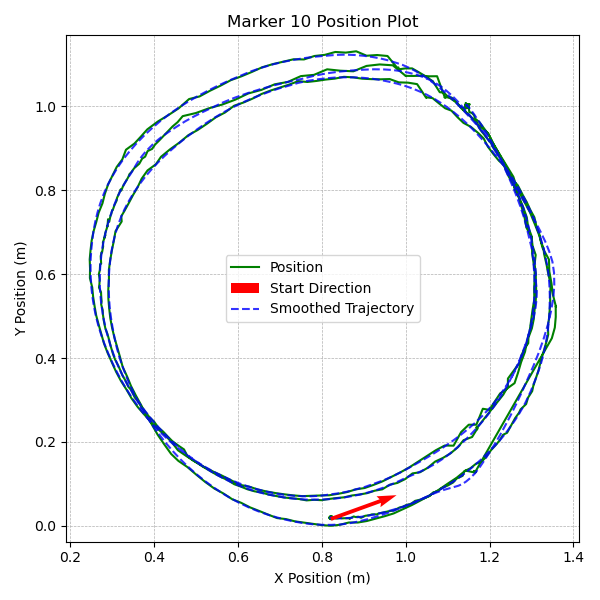 Marker 10 Position Plot
Y Position (m)
1.0
0.8
0.6
0.4
0.2
0.0
Position
Start Direction
Smoothed Trajectory
0.2 0.4 0.6 0.8 1.0 1.2 1.4
X Position (m)